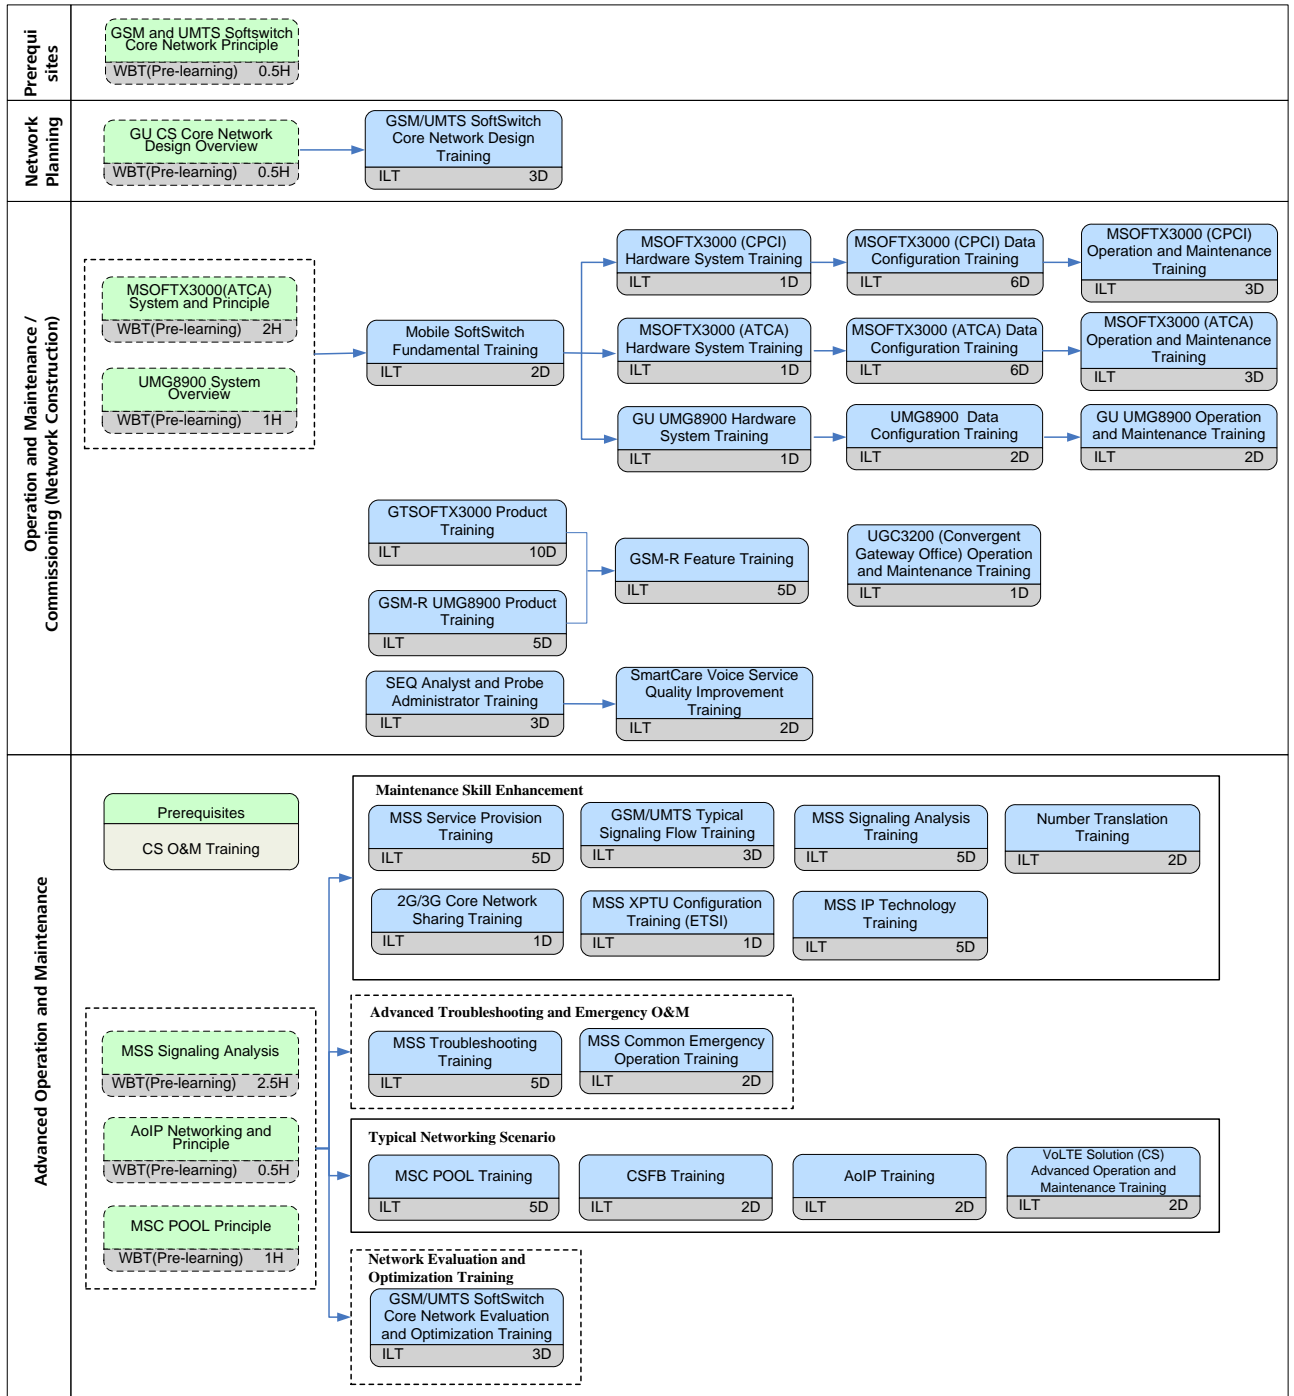 Prerequi
sites
GSM and UMTS Softswitch
Core Network Principle
WBT(Pre-learning) 0.5H
Network
Planning
GU CS Core Network
Design Overview
WBT(Pre-learning) 0.5H
GSM/UMTS SoftSwitch
Core Network Design
Training
ILT 3D
Operation and Maintenance /
Commissioning (Network Construction)
MSOFTX3000(ATCA)
System and Principle
WBT(Pre-learning) 2H
UMG8900 System
Overview
WBT(Pre-learning) 1H
Mobile SoftSwitch
Fundamental Training
ILT 2D
MSOFTX3000 (CPCI)
Hardware System Training
ILT 1D
MSOFTX3000 (CPCI) Data
Configuration Training
ILT 6D
MSOFTX3000 (CPCI)
Operation and Maintenance
Training
ILT 3D
MSOFTX3000 (ATCA)
Hardware System Training
ILT 1D
MSOFTX3000 (ATCA) Data
Configuration Training
ILT 6D
MSOFTX3000 (ATCA)
Operation and Maintenance
Training
ILT 3D
GU UMG8900 Hardware
System Training
ILT 1D
UMG8900 Data
Configuration Training
ILT 2D
GU UMG8900 Operation
and Maintenance Training
ILT 2D
GTSOFTX3000 Product
Training
ILT 10D
GSM-R UMG8900 Product
Training
ILT 5D
GSM-R Feature Training
ILT 5D
UGC3200 (Convergent
Gateway Office) Operation
and Maintenance Training
ILT 1D
SEQ Analyst and Probe
Administrator Training
ILT 3D
SmartCare Voice Service
Quality Improvement
Training
ILT 2D
Advanced Operation and Maintenance
Prerequisites
CS O&M Training
MSS Signaling Analysis
WBT(Pre-learning) 2.5H
AoIP Networking and
Principle
WBT(Pre-learning) 0.5H
MSC POOL Principle
WBT(Pre-learning) 1H
Maintenance Skill Enhancement
MSS Service Provision
Training
ILT 5D
GSM/UMTS Typical
Signaling Flow Training
ILT 3D
MSS Signaling Analysis
Training
ILT 5D
Number Translation
Training
ILT 2D
2G/3G Core Network
Sharing Training
ILT 1D
MSS XPTU Configuration
Training (ETSI)
ILT 1D
MSS IP Technology
Training
ILT 5D
Advanced Troubleshooting and Emergency O&M
MSS Troubleshooting
Training
ILT 5D
MSS Common Emergency
Operation Training
ILT 2D
Typical Networking Scenario
MSC POOL Training
ILT 5D
CSFB Training
ILT 2D
AoIP Training
ILT 2D
VoLTE Solution (CS)
Advanced Operation and
Maintenance Training
ILT 2D
Network Evaluation and
Optimization Training
GSM/UMTS SoftSwitch
Core Network Evaluation
and Optimization Training
ILT 3D